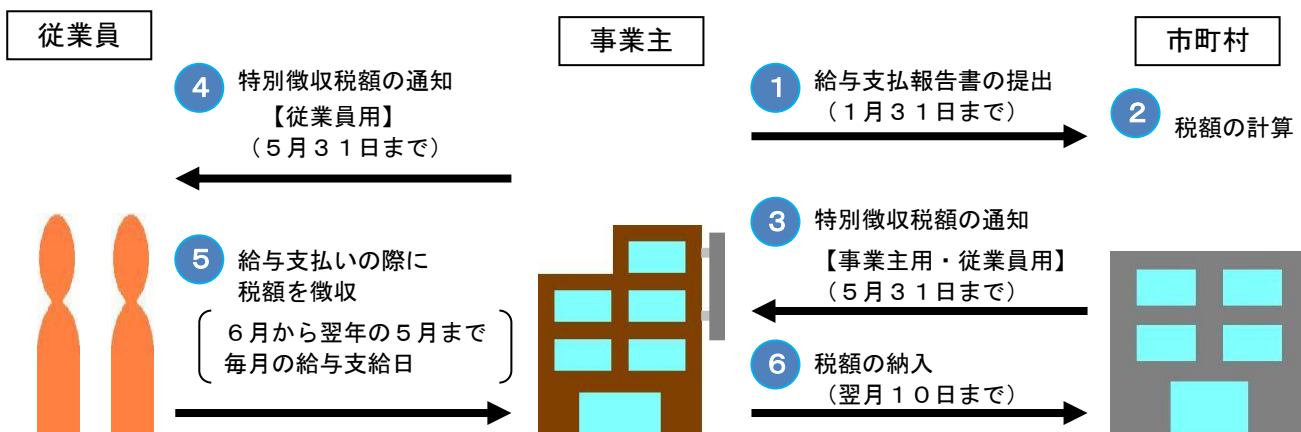 従業員
事業主
市町村
4 特別徴収税額の通知
【従業員用】
（５月３１日まで）
1 給与支払報告書の提出
（１月３１日まで）
2 税額の計算
3 特別徴収税額の通知
【事業主用・従業員用】
（５月３１日まで）
5 給与支払いの際に
税額を徴収
６月から翌年の５月まで
毎月の給与支給日
6 税額の納入
（翌月１０日まで）